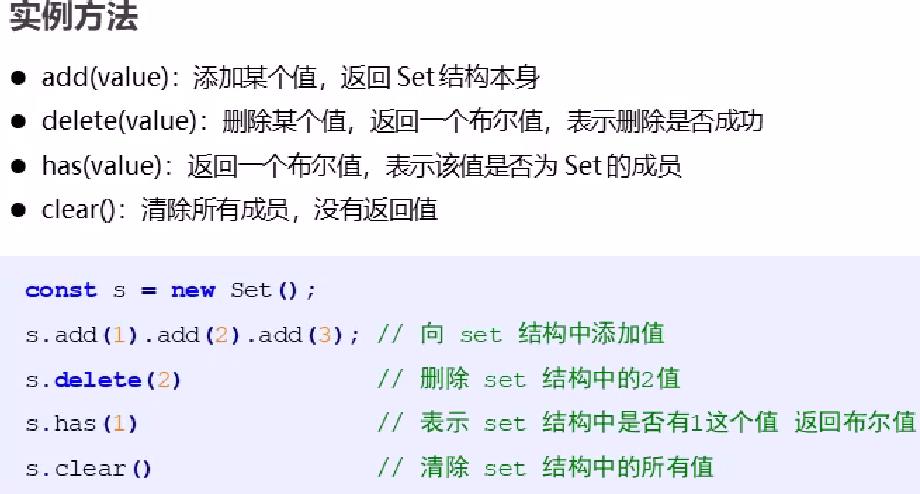 实例方法
● add(value)：添加某个值，返回 Set 结构本身
● delete(value)：删除某个值，返回一个布尔值，表示删除是否成功
● has(value)：返回一个布尔值，表示该值是否为 Set 的成员
● clear()：清除所有成员，没有返回值
const s = new Set();
s.add(1).add(2).add(3); // 向 set 结构中添加值
s.delete(2) // 删除 set 结构中的2值
s.has(1) // 表示 set 结构中是否有1这个值 返回布尔值
s.clear() // 清除 set 结构中的所有值